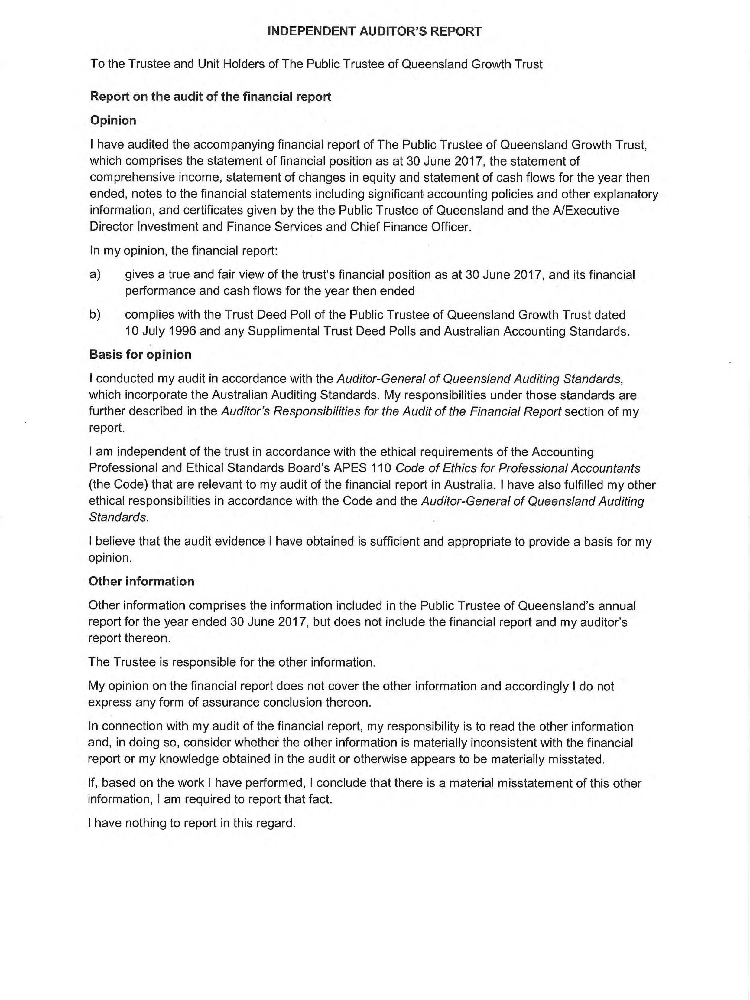 INDEPENDENT AUDITOR'S REPORT
To the Trustee and Unit Holders of The Public Trustee of Queensland Growth Trust
Report on the audit of the financial report
Opinion
I have audited the accompanying financial report of The Public Trustee of Queensland Growth Trust,
which comprises the statement of financial position as at 30 June 2017, the statement of
comprehensive income, statement of changes in equity and statement of cash flows for the year then
ended, notes to the financial statements including significant accounting policies and other explanatory
information, and certificates given by the the Public Trustee of Queensland and the A/Executive
Director Investment and Finance Services and Chief Finance Officer.
In my opinion, the financial report:
a) gives a true and fair view of the trust's financial position as at 30 June 2017, and its financial
performance and cash flows for the year then ended
b) complies with the Trust Deed Poll of the Public Trustee of Queensland Growth Trust dated
10 July 1996 and any Supplimental Trust Deed Polls and Australian Accounting Standards.
Basis for opinion
I conducted my audit in accordance with the Auditor-General of Queensland Auditing Standards,
which incorporate the Australian Auditing Standards. My responsibilities under those standards are
further described in the Auditor's Responsibilities for the Audit of the Financial Report section of my
report.
I am independent of the trust in accordance with the ethical requirements of the Accounting
Professional and Ethical Standards Board's APES 110 Code of Ethics for Professional Accountants
(the Code) that are relevant to my audit of the financial report in Australia. I have also fulfilled my other
ethical responsibilities in accordance with the Code and the Auditor-General of Queensland Auditing
Standards.
I believe that the audit evidence I have obtained is sufficient and appropriate to provide a basis for my
opinion.
Other information
Other information comprises the information included in the Public Trustee of Queensland's annual
report for the year ended 30 June 2017, but does not include the financial report and my auditor's
report thereon.
The Trustee is responsible for the other information.
My opinion on the financial report does not cover the other information and accordingly I do not
express any form of assurance conclusion thereon.
In connection with my audit of the financial report, my responsibility is to read the other information
and, in doing so, consider whether the other information is materially inconsistent with the financial
report or my knowledge obtained in the audit or otherwise appears to be materially misstated.
If, based on the work I have performed, I conclude that there is a material misstatement of this other
information, I am required to report that fact.
I have nothing to report in this regard.